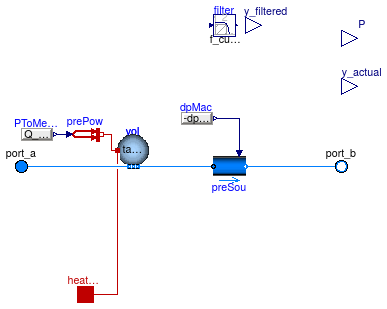 filter
y_filtered
P
f_cu...
y_actual
PToMe...
prePow
dpMac
Q_...
-dp...
vol
ta...
port_a
port_b
preSou
heat...